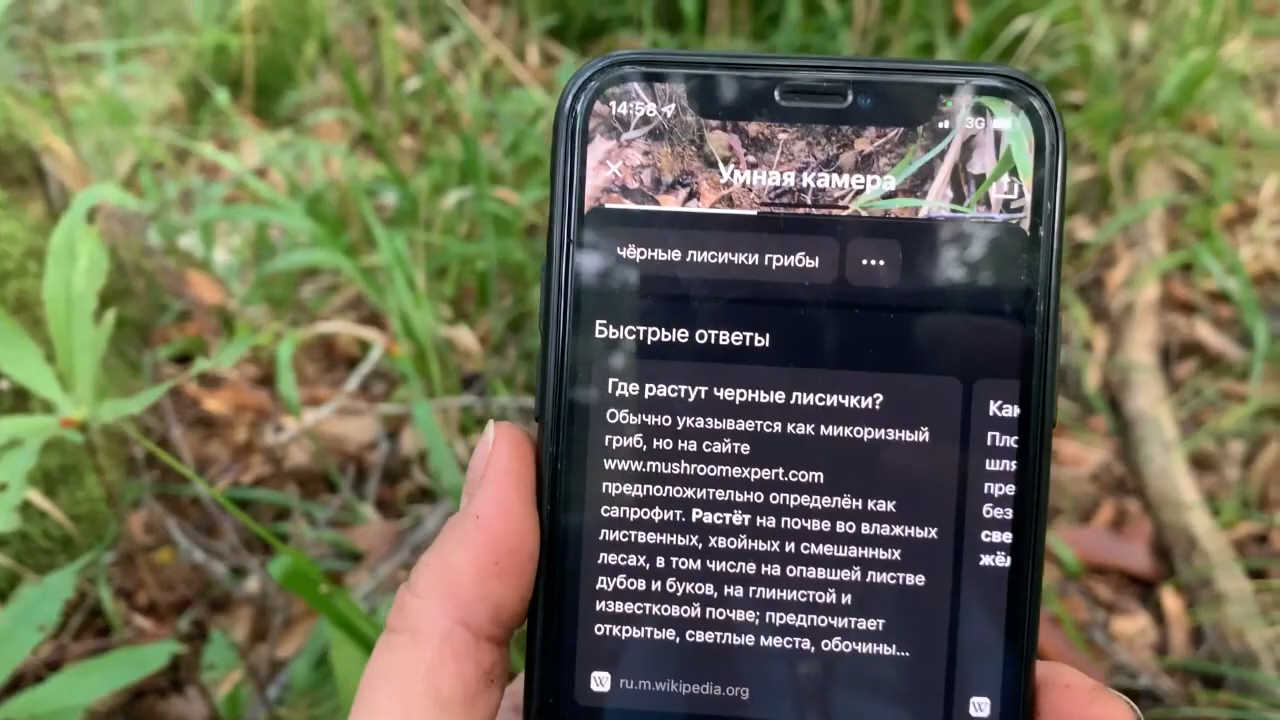 14:58
3G
Умная камера
чёрные лисички грибы
Быстрые ответы
Где растут черные лисички?
Обычно указывается как микоризный
гриб, но на сайте
www.mushroomexpert.com
предположительно определён как
сапрофит. Растёт на почве во влажных
лиственных, хвойных и смешанных
лесах, в том числе на опавшей листве
дубов и буков, на глинистой и
известковой почве; предпочитает
открытые, светлые места, обочины...
W ru.m.wikipedia.org
Как
Пло
шля
пре
без
све
жёл
W